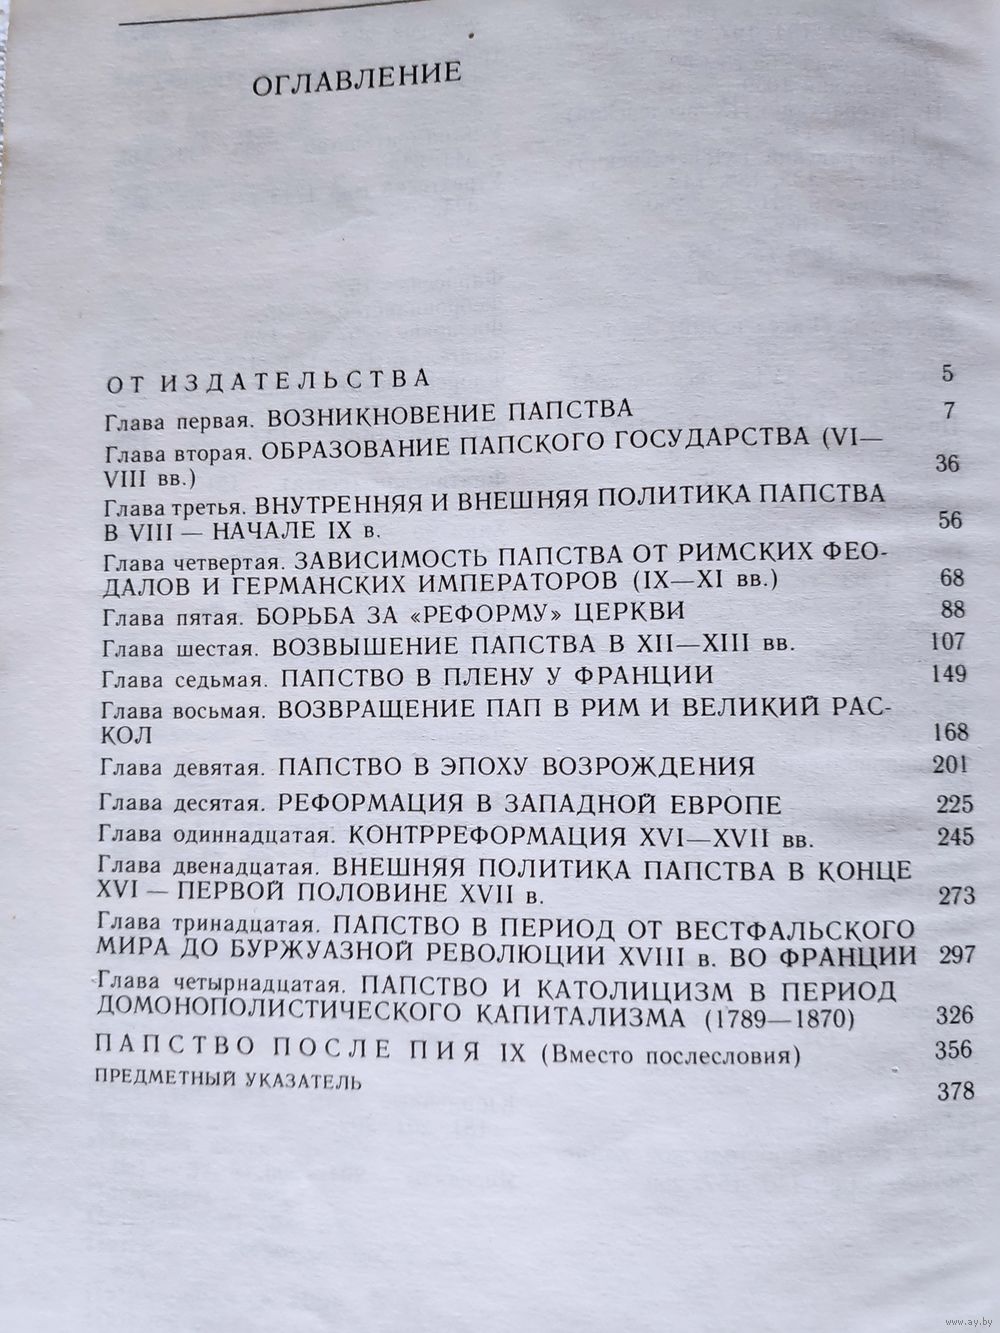 ОГЛАВЛЕНИЕ
ОТ ИЗДАТЕЛЬСТВА 5
Глава первая. ВОЗНИКНОВЕНИЕ ПАПСТВА 7
Глава вторая. ОБРАЗОВАНИЕ ПАПСКОГО ГОСУДАРСТВА (VI—
VIII вв.) 36
Глава третья. ВНУТРЕННЯЯ И ВНЕШНЯЯ ПОЛИТИКА ПАПСТВА
В VIII — НАЧАЛЕ IX в. 56
Глава четвертая. ЗАВИСИМОСТЬ ПАПСТВА ОТ РИМСКИХ ФЕО-
ДАЛОВ И ГЕРМАНСКИХ ИМПЕРАТОРОВ (IX—XI вв.) 68
Глава пятая. БОРЬБА ЗА «РЕФОРМУ» ЦЕРКВИ 88
Глава шестая. ВОЗВЫШЕНИЕ ПАПСТВА В XII—XIII вв. 107
Глава седьмая. ПАПСТВО В ПЛЕНУ У ФРАНЦИИ 149
Глава восьмая. ВОЗВРАЩЕНИЕ ПАП В РИМ И ВЕЛИКИЙ РАС-
КОЛ 168
Глава девятая. ПАПСТВО В ЭПОХУ ВОЗРОЖДЕНИЯ 201
Глава десятая. РЕФОРМАЦИЯ В ЗАПАДНОЙ ЕВРОПЕ 225
Глава одиннадцатая. КОНТРРЕФОРМАЦИЯ XVI—XVII вв. 245
Глава двенадцатая. ВНЕШНЯЯ ПОЛИТИКА ПАПСТВА В КОНЦЕ
XVI — ПЕРВОЙ ПОЛОВИНЕ XVII в. 273
Глава тринадцатая. ПАПСТВО В ПЕРИОД ОТ ВЕСТФАЛЬСКОГО
МИРА ДО БУРЖУАЗНОЙ РЕВОЛЮЦИИ XVIII в. ВО ФРАНЦИИ 297
Глава четырнадцатая. ПАПСТВО И КАТОЛИЦИЗМ В ПЕРИОД
ДОМОНОПОЛИСТИЧЕСКОГО КАПИТАЛИЗМА (1789—1870) 326
ПАПСТВО ПОСЛЕ ПИЯ IX (Вместо послесловия) 356
ПРЕДМЕТНЫЙ УКАЗАТЕЛЬ 378
www.ay.by